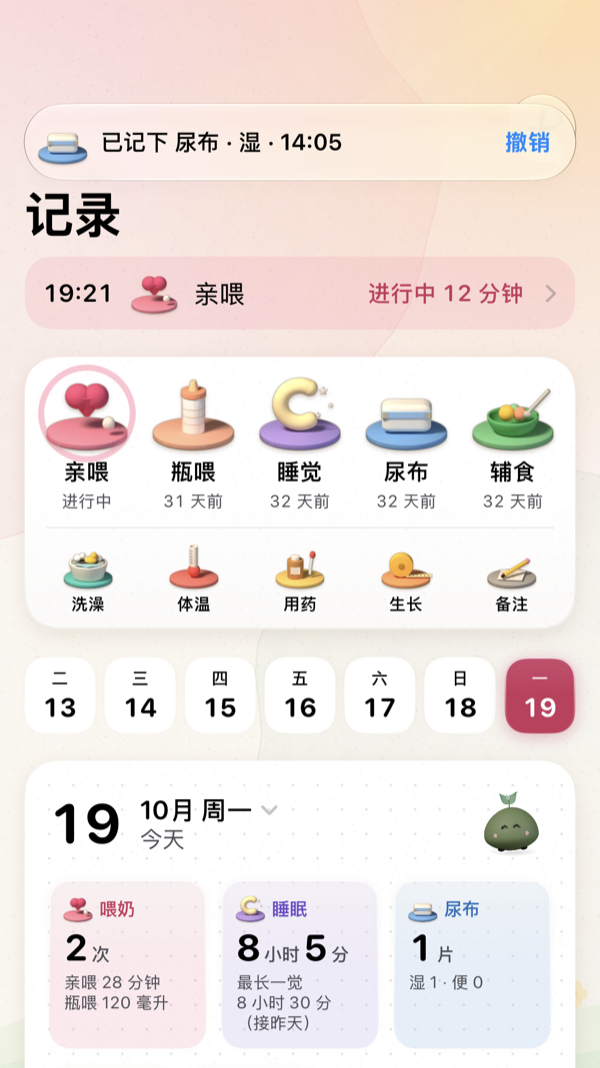 已记下 尿布 · 湿 · 14:05
撤销
记录
19:21 亲喂 进行中 12 分钟
亲喂 瓶喂 睡觉 尿布 辅食
进行中 31 天前 32 天前 32 天前 32 天前
洗澡 体温 用药 生长 备注
二 三 四 五 六 日 一
13 14 15 16 17 18 19
19
10月 周一
今天
喂奶
2 次
亲喂 28 分钟
瓶喂 120 毫升
睡眠
8 小时 5 分
最长一觉
8 小时 30 分
（接昨天）
尿布
1 片
湿 1 · 便 0